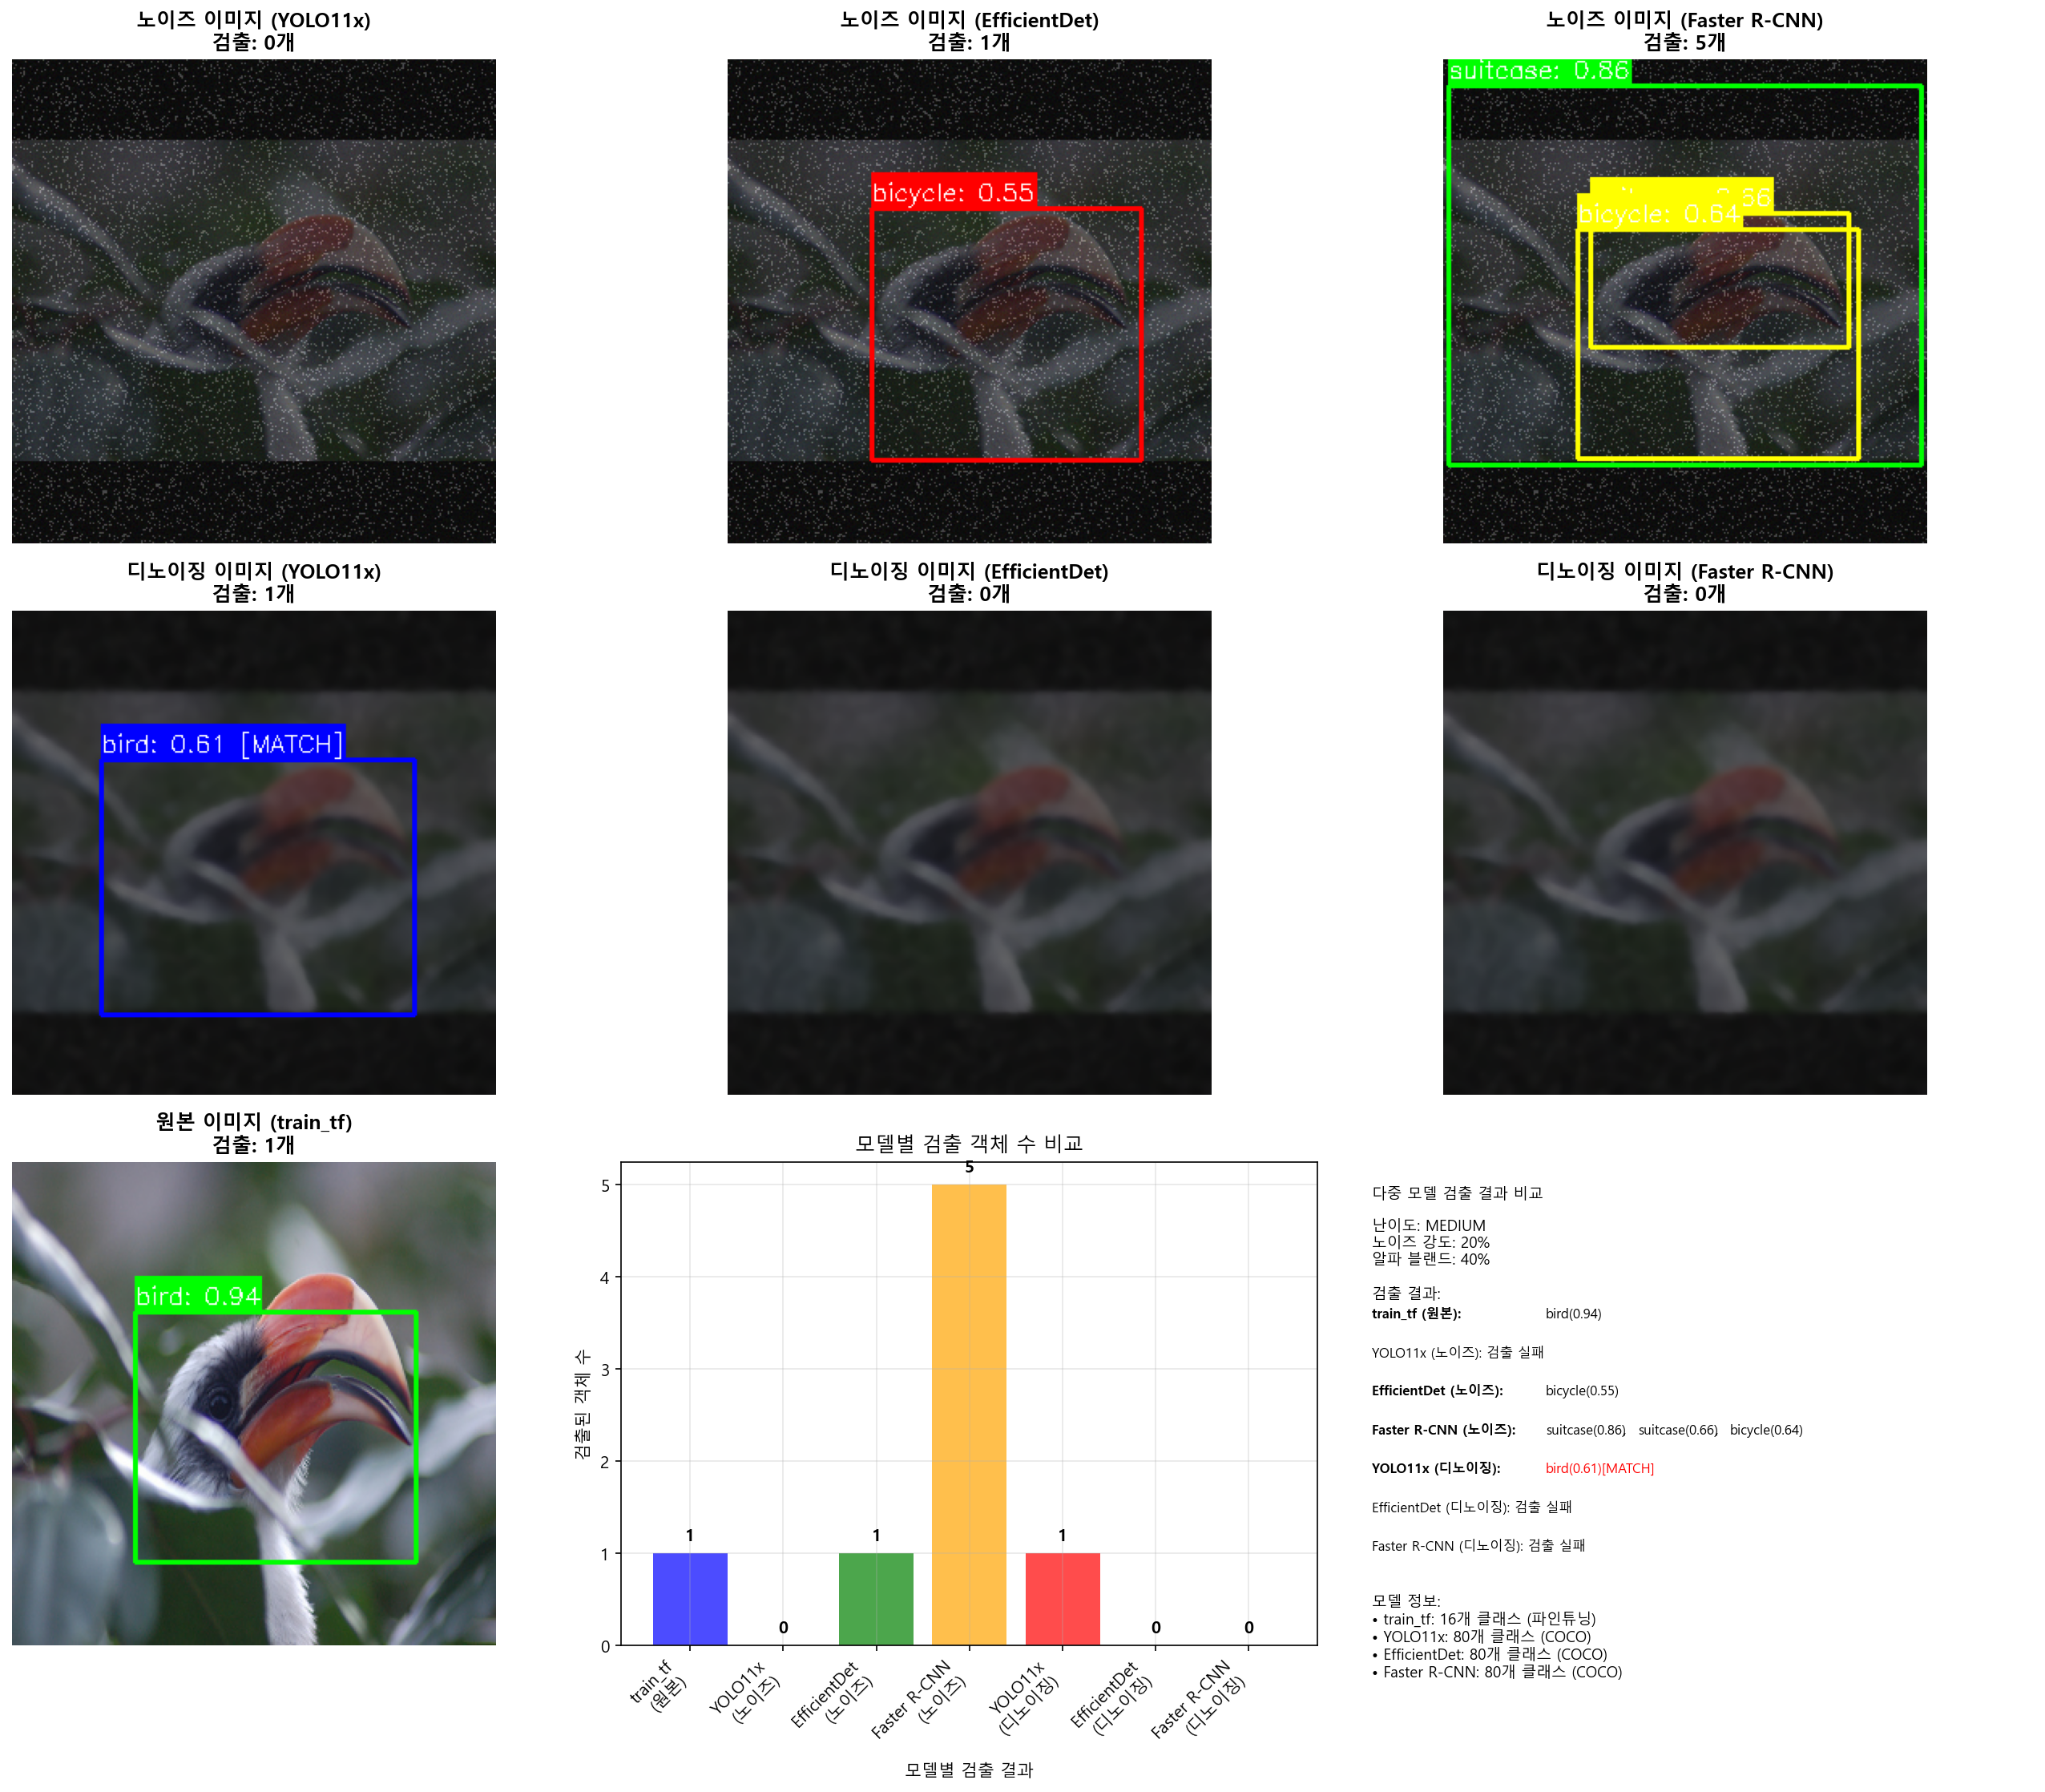 노이즈 이미지 (YOLO11x)
검출: 0개
노이즈 이미지 (EfficientDet)
검출: 1개
bicycle: 0.55
노이즈 이미지 (Faster R-CNN)
검출: 5개
suitcase: 0.86
66
bicycle: 0.64
디노이징 이미지 (YOLO11x)
검출: 1개
bird: 0.61 [MATCH]
디노이징 이미지 (EfficientDet)
검출: 0개
디노이징 이미지 (Faster R-CNN)
검출: 0개
원본 이미지 (train_tf)
검출: 1개
bird: 0.94
모델별 검출 객체 수 비교
검출된 객체 수
5
4
3
2
1
0
1
0
1
5
1
0
0
train_tf
(원본)
YOLO11x
(노이즈)
EfficientDet
(노이즈)
Faster R-CNN
(노이즈)
YOLO11x
(디노이징)
EfficientDet
(디노이징)
Faster R-CNN
(디노이징)
모델별 검출 결과
다중 모델 검출 결과 비교
난이도: MEDIUM
노이즈 강도: 20%
알파 블랜드: 40%
검출 결과:
train_tf (원본): bird(0.94)
YOLO11x (노이즈): 검출 실패
EfficientDet (노이즈): bicycle(0.55)
Faster R-CNN (노이즈): suitcase(0.86), suitcase(0.66), bicycle(0.64)
YOLO11x (디노이징): bird(0.61)[MATCH]
EfficientDet (디노이징): 검출 실패
Faster R-CNN (디노이징): 검출 실패
모델 정보:
• train_tf: 16개 클래스 (파인튜닝)
• YOLO11x: 80개 클래스 (COCO)
• EfficientDet: 80개 클래스 (COCO)
• Faster R-CNN: 80개 클래스 (COCO)